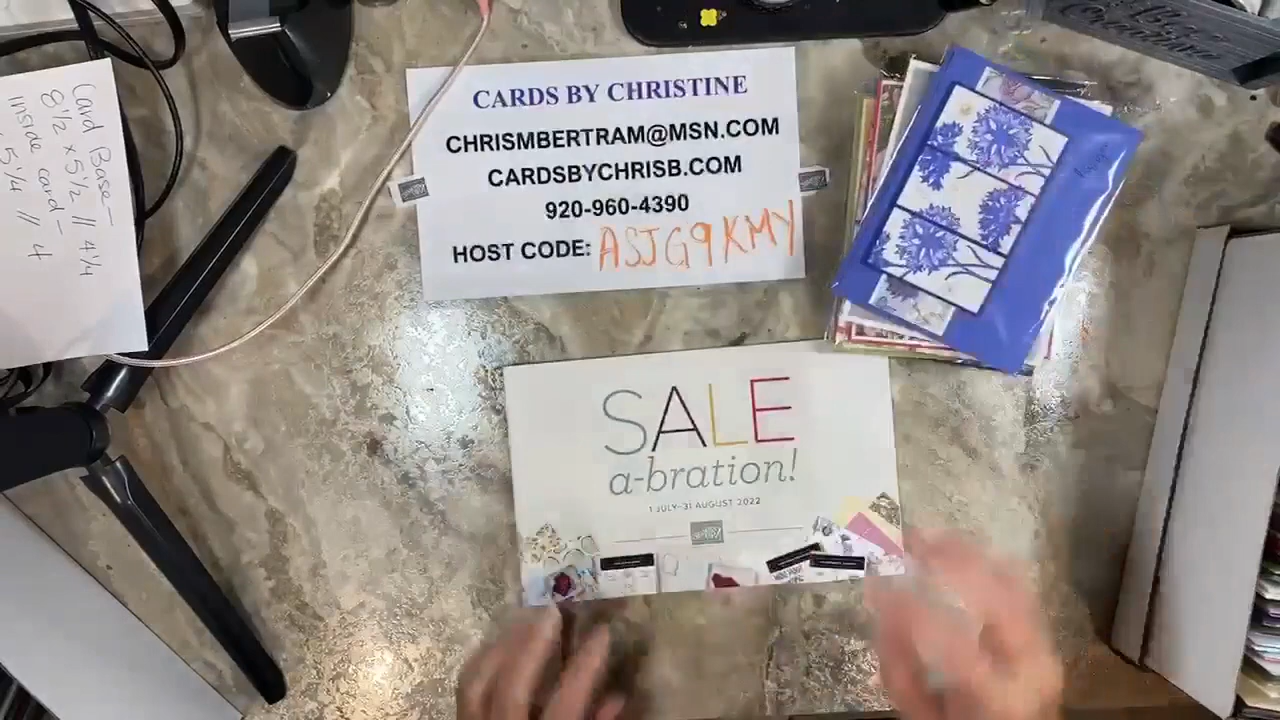 Card Base-
8 1/2 x 5 1/2 // 4 1/4
inside card-
5 1/4 // 4
CARDS BY CHRISTINE
CHRISMBERTRAM@MSN.COM
CARDSBYCHRISB.COM
920-960-4390
HOST CODE: ASJG9KMY
SALE
a-bration!
1 JULY–31 AUGUST 2022